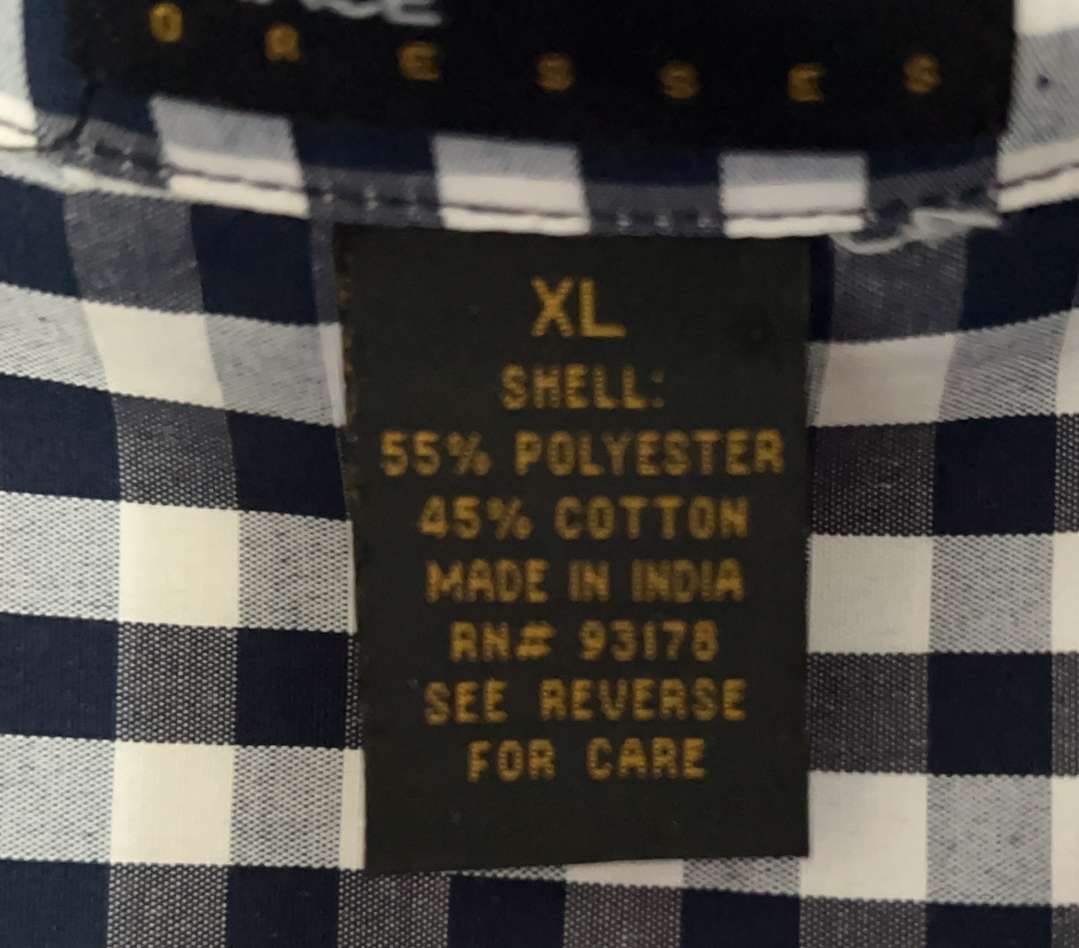 D R E S S E S
XL
SHELL:
55% POLYESTER
45% COTTON
MADE IN INDIA
RN# 93178
SEE REVERSE
FOR CARE